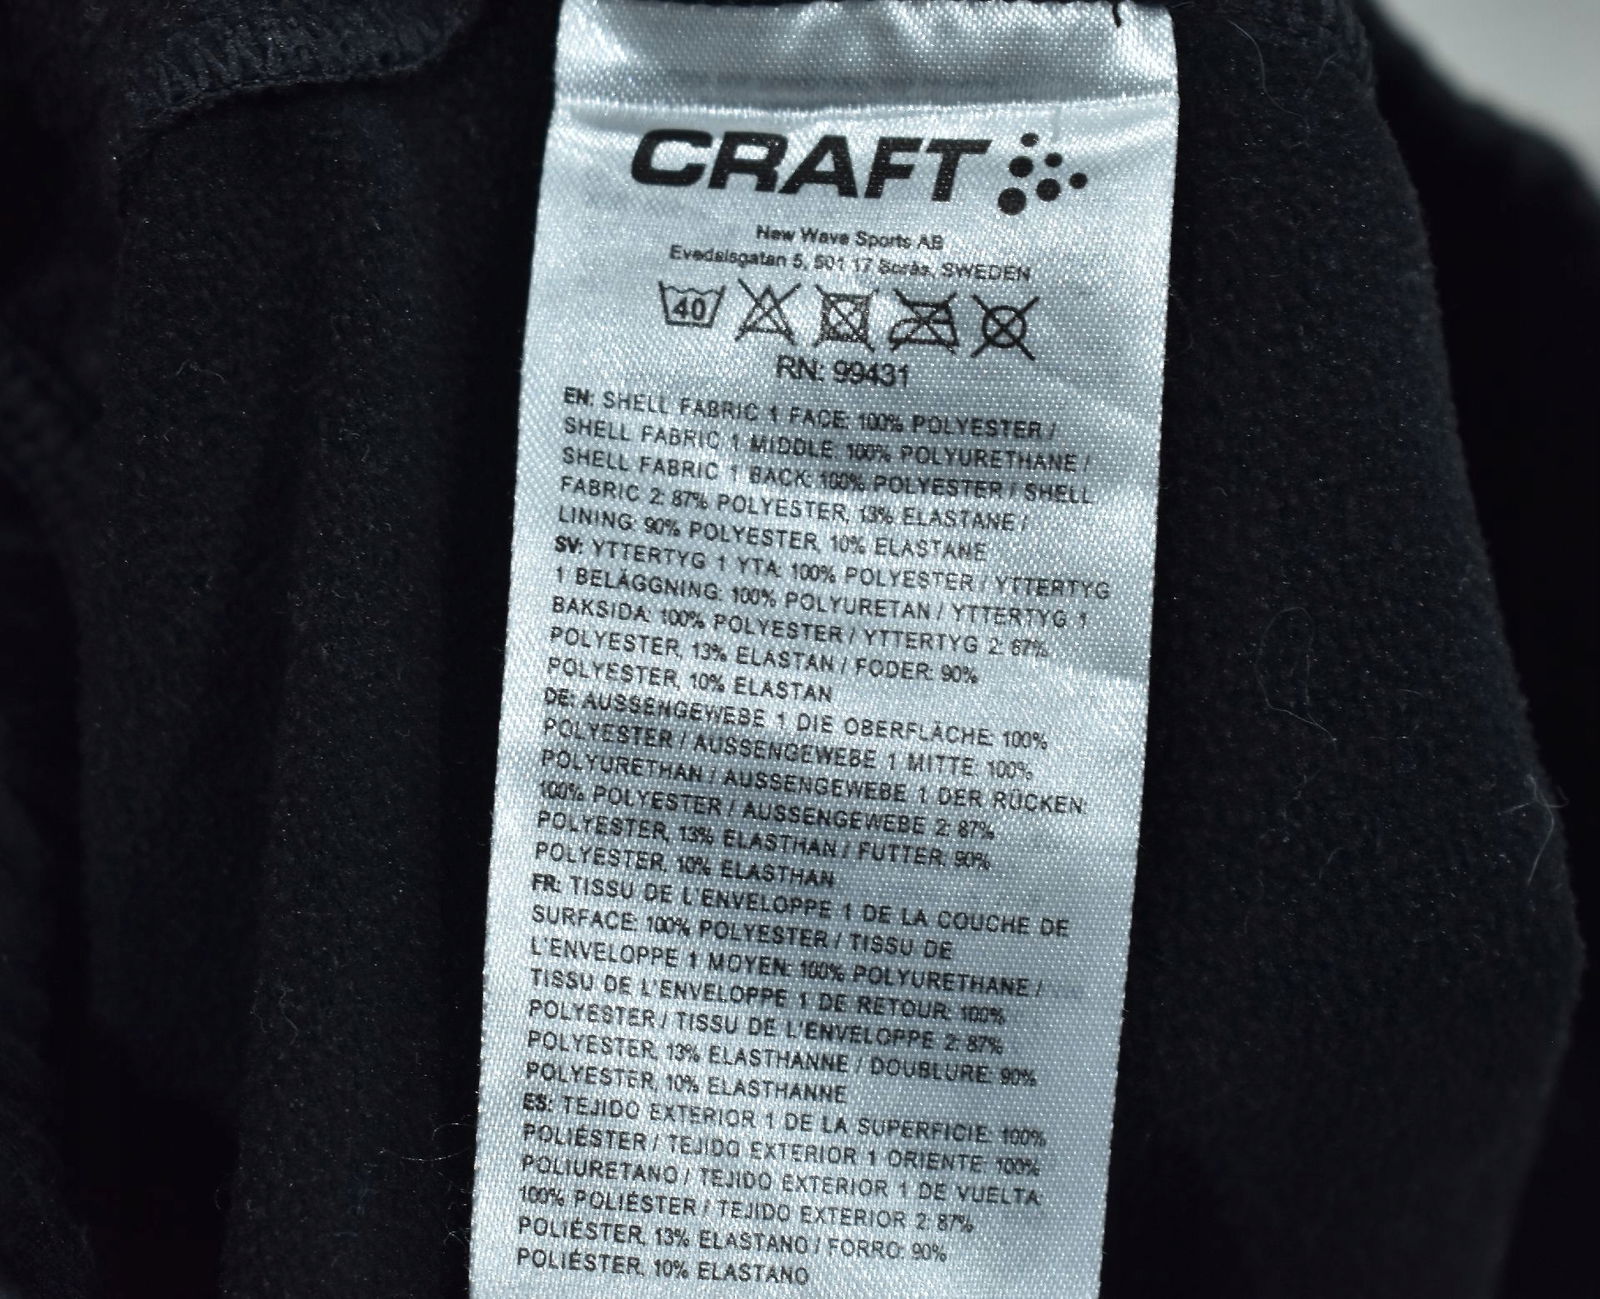 CRAFT
New Wave Sports AB
Evedalsgatan 5, 501 17 Borås, SWEDEN
40
RN: 99431
EN: SHELL FABRIC 1 FACE: 100% POLYESTER /
SHELL FABRIC 1 MIDDLE: 100% POLYURETHANE /
SHELL FABRIC 1 BACK: 100% POLYESTER / SHELL
FABRIC 2: 87% POLYESTER, 13% ELASTANE /
LINING: 90% POLYESTER, 10% ELASTANE
SV: YTTERTYG 1 YTA: 100% POLYESTER / YTTERTYG
1 BELÄGGNING: 100% POLYURETAN / YTTERTYG 1
BAKSIDA: 100% POLYESTER / YTTERTYG 2: 87%
POLYESTER, 13% ELASTAN / FODER: 90%
POLYESTER, 10% ELASTAN
DE: AUSSENGEWEBE 1 DIE OBERFLÄCHE: 100%
POLYESTER / AUSSENGEWEBE 1 MITTE: 100%
POLYURETHAN / AUSSENGEWEBE 1 DER RÜCKEN:
100% POLYESTER / AUSSENGEWEBE 2: 87%
POLYESTER, 13% ELASTHAN / FUTTER: 90%
POLYESTER, 10% ELASTHAN
FR: TISSU DE L'ENVELOPPE 1 DE LA COUCHE DE
SURFACE: 100% POLYESTER / TISSU DE
L'ENVELOPPE 1 MOYEN: 100% POLYURETHANE /
TISSU DE L'ENVELOPPE 1 DE RETOUR: 100%
POLYESTER / TISSU DE L'ENVELOPPE 2: 87%
POLYESTER, 13% ELASTHANNE / DOUBLURE: 90%
POLYESTER, 10% ELASTHANNE
ES: TEJIDO EXTERIOR 1 DE LA SUPERFICIE: 100%
POLIÉSTER / TEJIDO EXTERIOR 1 ORIENTE: 100%
POLIURETANO / TEJIDO EXTERIOR 1 DE VUELTA:
100% POLIÉSTER / TEJIDO EXTERIOR 2: 87%
POLIÉSTER, 13% ELASTANO / FORRO: 90%
POLIÉSTER, 10% ELASTANO